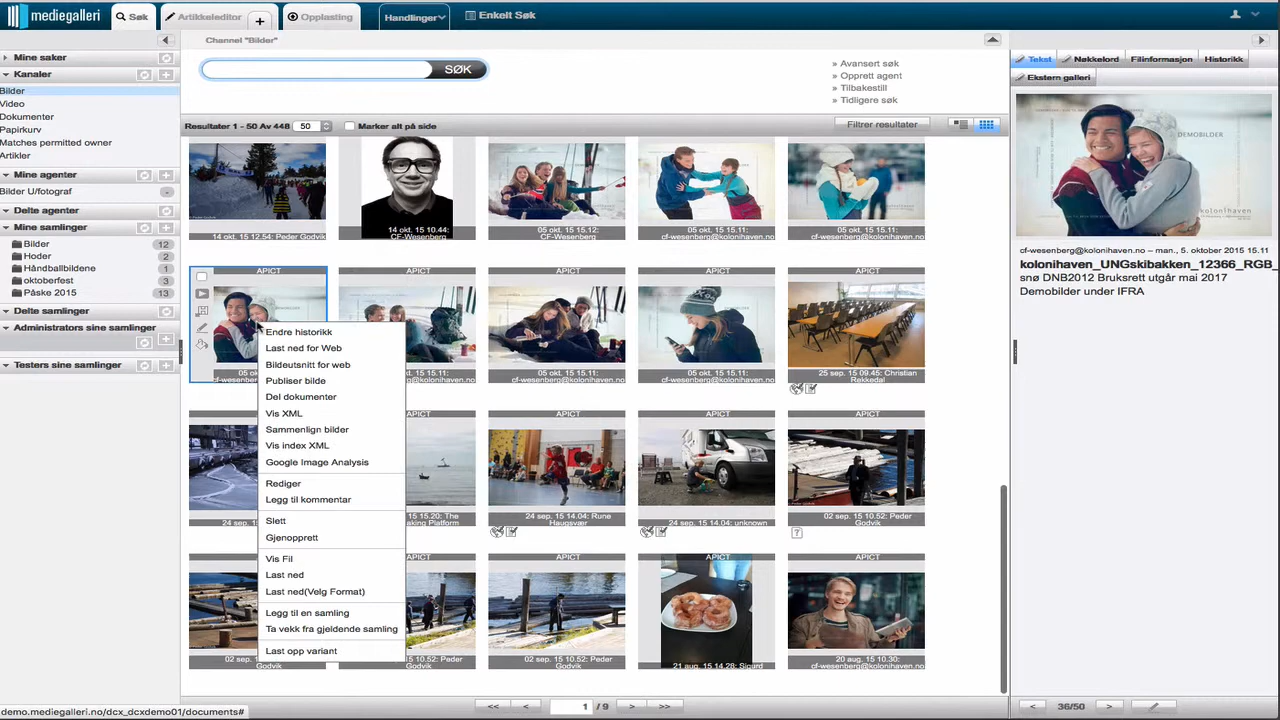 mediegalleri
Søk
Artikkeleditor
+
Opplasting
Handlinger
Enkelt Søk
Mine saker
Kanaler
Bilder
Video
Dokumenter
Papirkurv
Matches permitted owner
Artikler
Mine agenter
Bilder U/fotograf
-
Delte agenter
Mine samlinger
Bilder 12
Hoder 2
Håndballbildene 1
oktoberfest 3
Påske 2015 13
Delte samlinger
Administrators sine samlinger
Testers sine samlinger
Channel "Bilder"
SØK
» Avansert søk
» Opprett agent
» Tilbakestill
» Tidligere søk
Resultater 1 - 50 Av 448 50
Marker alt på side
Filtrer resultater
14 okt. 15 12.54: Peder Godvik
14 okt. 15 10.44:
CF-Wesenberg
05 okt. 15 15.12:
CF-Wesenberg
05 okt. 15 15.11:
cf-wesenberg@kolonihaven.no
05 okt. 15 15.11:
cf-wesenberg@kolonihaven.no
APICT
APICT
APICT
APICT
APICT
05 okt. 15 15.11:
cf-wesenberg@kolonihaven.no
05 okt. 15 15.11:
cf-wesenberg@kolonihaven.no
25 sep. 15 09.45: Christian
Rekkedal
Endre historikk
Last ned for Web
Bildeutsnitt for web
Publiser bilde
Del dokumenter
Vis XML
Sammenlign bilder
Vis index XML
Google Image Analysis
Rediger
Legg til kommentar
Slett
Gjenopprett
Vis Fil
Last ned
Last ned(Velg Format)
Legg til en samling
Ta vekk fra gjeldende samling
Last opp variant
APICT
APICT
APICT
APICT
24 sep. 15 14.04: Rune
Haugsvær
24 sep. 15 14.04: unknown
02 sep. 15 10.52: Peder
Godvik
APICT
APICT
APICT
APICT
02 sep. 15 10.52: Peder
Godvik
21 aug. 15 14.28: Sigurd
20 aug. 15 10.30:
cf-wesenberg@kolonihaven.no
<< < 1 / 9 > >>
Tekst
Nøkkelord
Filinformasjon
Historikk
Ekstern galleri
DEMOBILDER
kolonihaven
cf-wesenberg@kolonihaven.no – man., 5. oktober 2015 15.11
kolonihaven_UNGskibakken_12366_RGB_
snø DNB2012 Bruksrett utgår mai 2017
Demobilder under IFRA
< 36/50 >
demo.mediegalleri.no/dcx_dcxdemo01/documents#